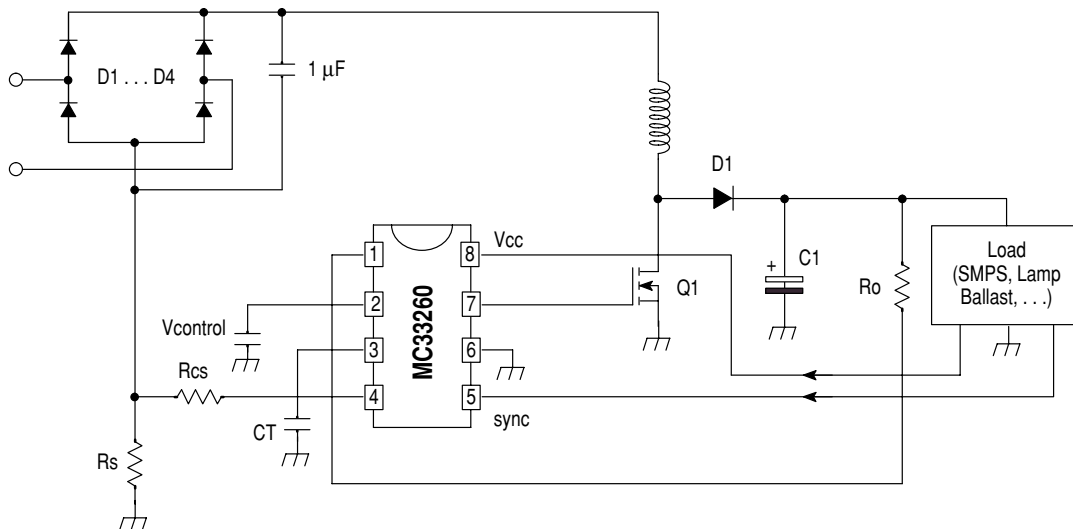 D1 . . . D4
1 μF
D1
Vcc
1
8
C1
Load
(SMPS, Lamp
Ballast, . . .)
+
Ro
2
7
Q1
MC33260
Vcontrol
3
6
Rcs
4
5
CT
sync
Rs